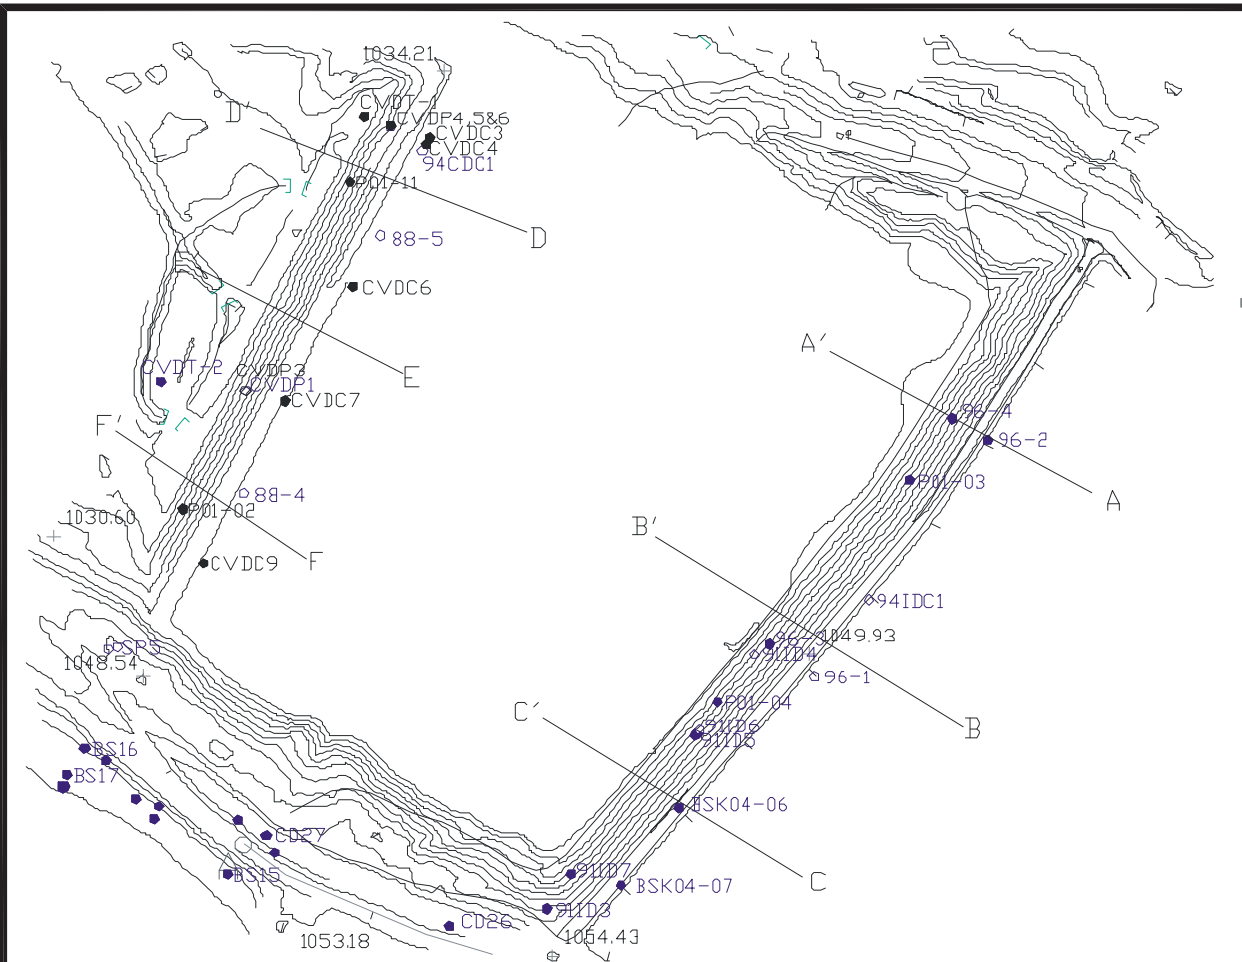 1034.21
CVDT-1
D'
CVDP4,5&6
CVDC3
CVDC4
94CDC1
P01-11
D
88-5
CVDC6
A'
CVDT-2
CVDP3
E
CVDP1
CVDC7
96-4
F'
96-2
P01-03
88-4
A
P01-02
1030.60
B'
F
CVDC9
94IDC1
96-3
1049.93
SP5
91ID4
1048.54
96-1
P01-04
C'
91ID6
B
91ID5
BS16
BS17
BSK04-06
CD27
BS15
91ID7
C
BSK04-07
91ID3
CD26
1053.18
1054.43